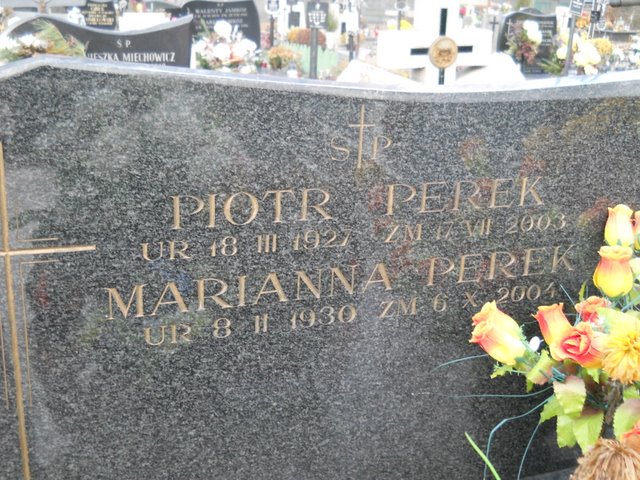 Ś P
MIECHOWICZ
S P
PIOTR PEREK
UR 18 III 1927 ZM 17 VII 2003
MARIANNA PEREK
UR 8 II 1930 ZM 6 X 2004